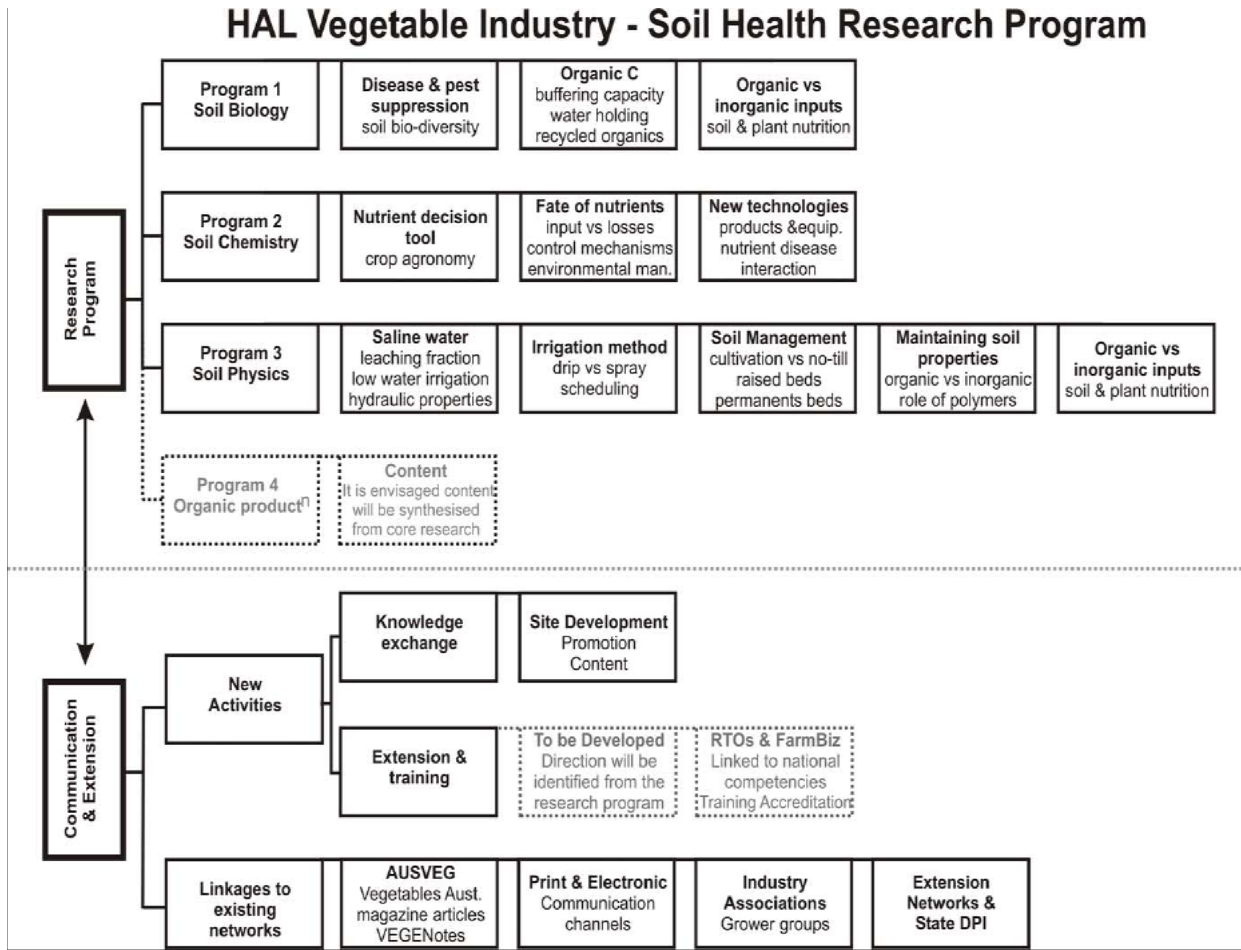 HAL Vegetable Industry - Soil Health Research Program
Program 1
Soil Biology
Disease & pest
suppression
soil bio-diversity
Organic C
buffering capacity
water holding
recycled organics
Organic vs
inorganic inputs
soil & plant nutrition
Research
Program
Program 2
Soil Chemistry
Nutrient decision
tool
crop agronomy
Fate of nutrients
input vs losses
control mechanisms
environmental man.
New technologies
products &equip.
nutrient disease
interaction
Program 3
Soil Physics
Saline water
leaching fraction
low water irrigation
hydraulic properties
Irrigation method
drip vs spray
scheduling
Soil Management
cultivation vs no-till
raised beds
permanents beds
Maintaining soil
properties
organic vs inorganic
role of polymers
Organic vs
inorganic inputs
soil & plant nutrition
Program 4
Organic productⁿ
Content
It is envisaged content
will be synthesised
from core research
Communication
& Extension
New
Activities
Knowledge
exchange
Site Development
Promotion
Content
Extension &
training
To be Developed
Direction will be
identified from the
research program
RTOs & FarmBiz
Linked to national
competencies
Training Accreditation
Linkages to
existing
networks
AUSVEG
Vegetables Aust.
magazine articles
VEGENotes
Print & Electronic
Communication
channels
Industry
Associations
Grower groups
Extension
Networks &
State DPI